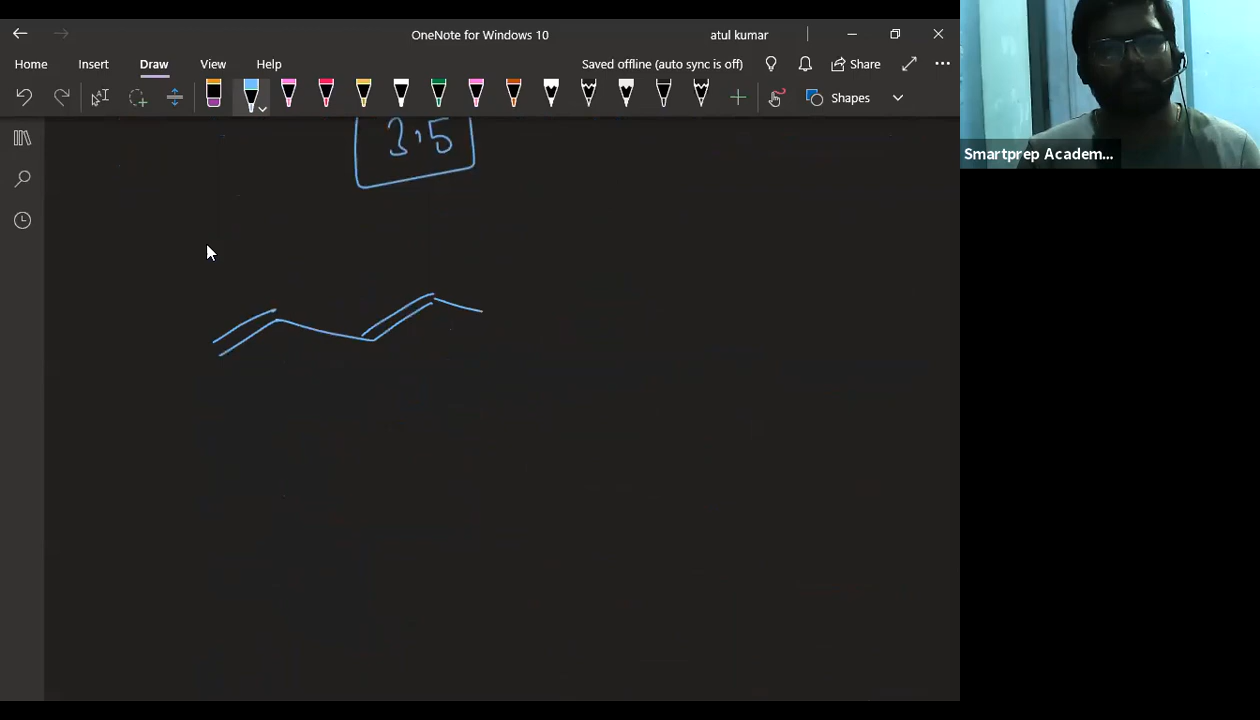 OneNote for Windows 10
atul kumar
Home Insert Draw View Help
Saved offline (auto sync is off)
Share
Shapes
Smartprep Academ...
3,5